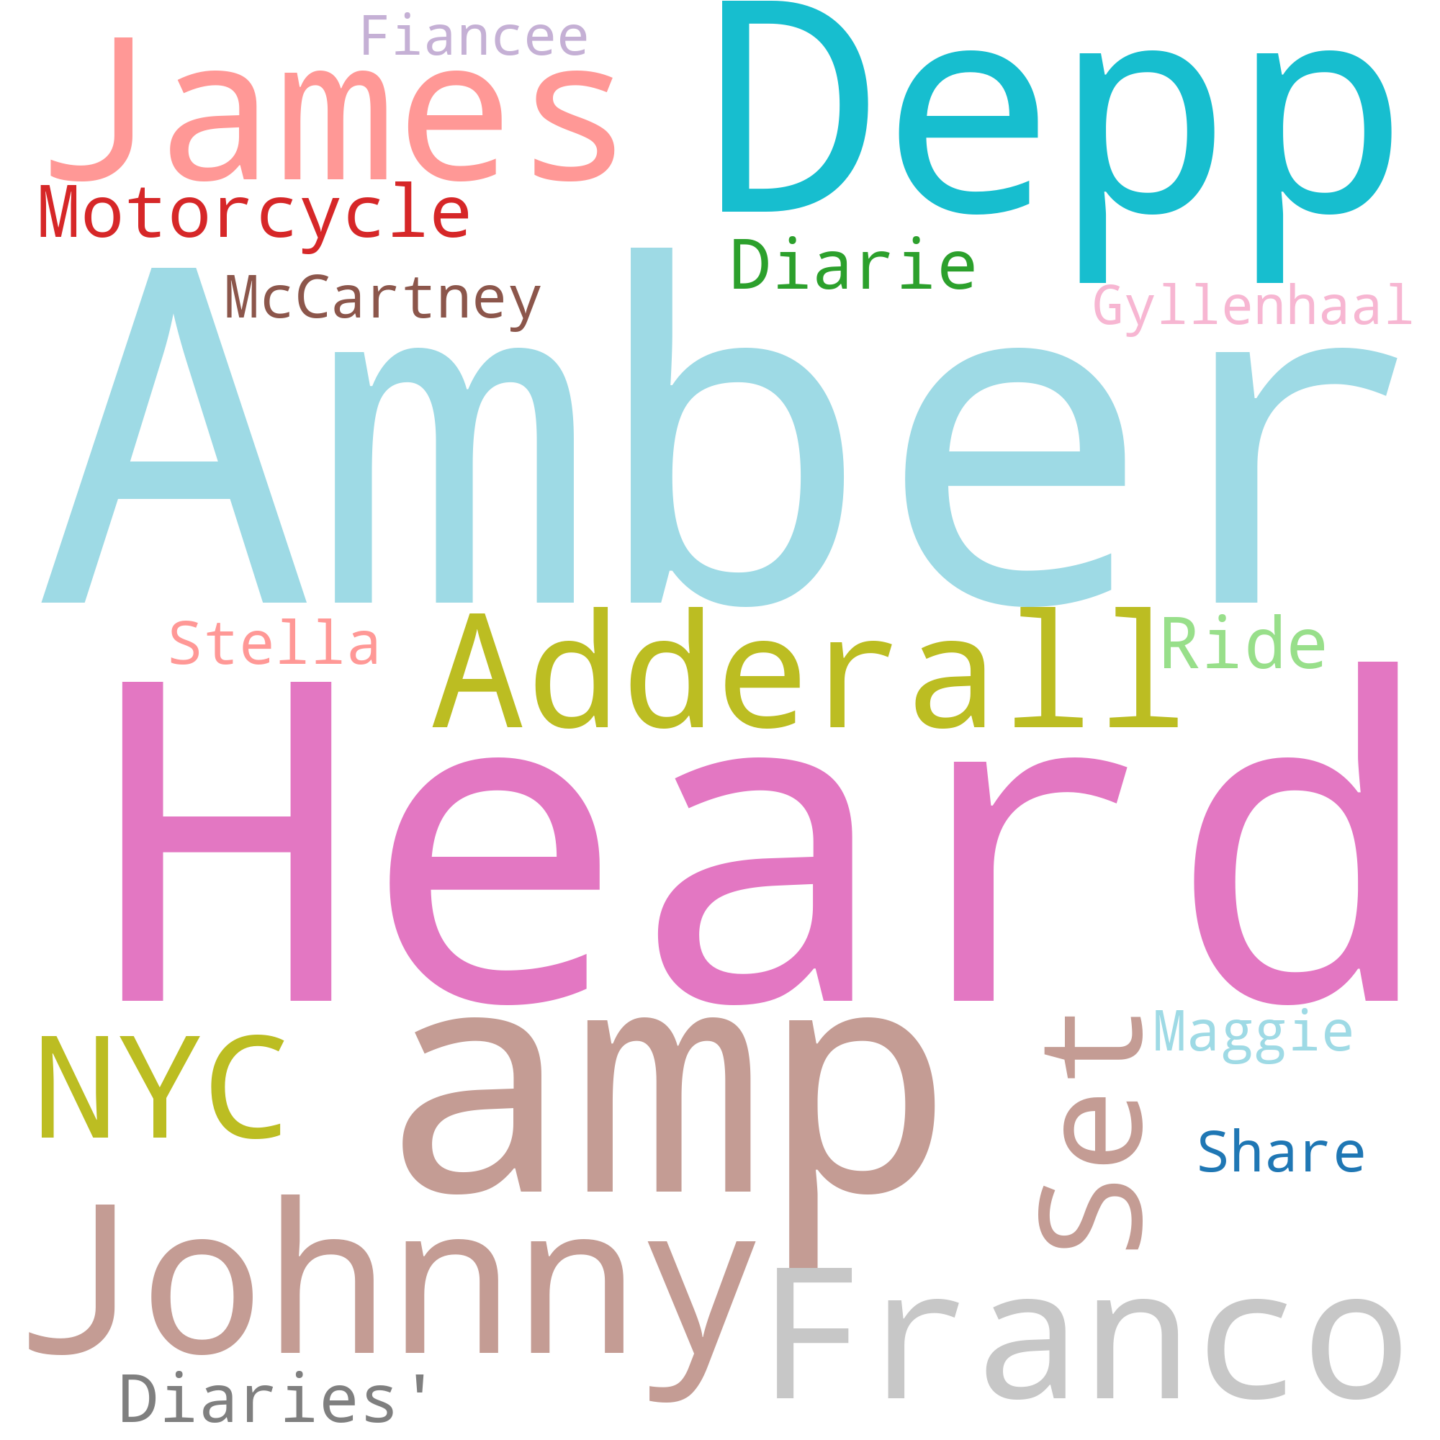 Fiancee
James Depp
Motorcycle
Diarie
McCartney
Gyllenhaal
Amber
Stella
Adderall
Ride
Heard
NYC
amp
Set
Maggie
Share
Johnny
Franco
Diaries'